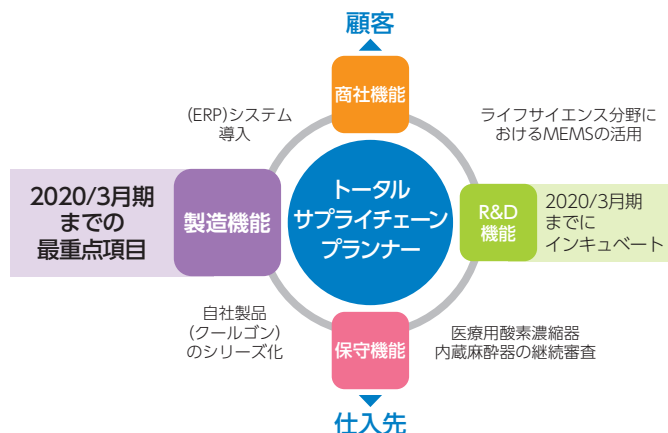 顧客
商社機能
(ERP)システム
導入
ライフサイエンス分野に
おけるMEMSの活用
2020/3月期
までの
最重点項目
製造機能
トータル
サプライチェーン
プランナー
R&D
機能
2020/3月期
までに
インキュベート
自社製品
(クールゴン)
のシリーズ化
保守機能
医療用酸素濃縮器
内蔵麻酔器の継続審査
仕入先